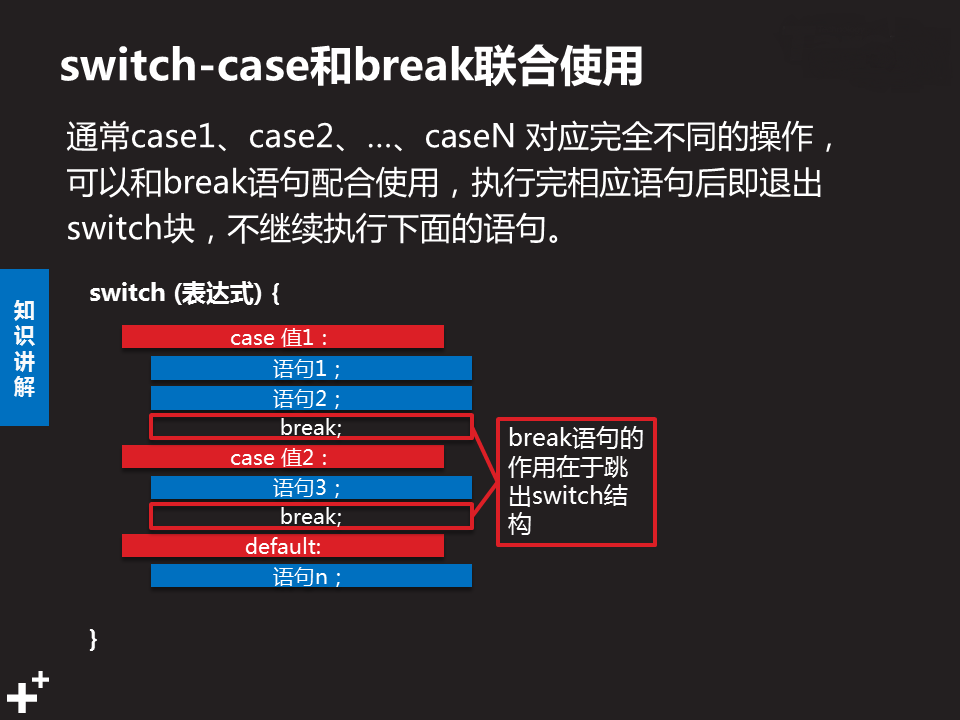 switch-case和break联合使用
通常case1、case2、…、caseN 对应完全不同的操作，
可以和break语句配合使用，执行完相应语句后即退出
switch块，不继续执行下面的语句。
知
识
讲
解
switch (表达式) {
case 值1：
语句1；
语句2；
break;
case 值2：
语句3；
break;
default:
语句n；
}
break语句的
作用在于跳
出switch结
构